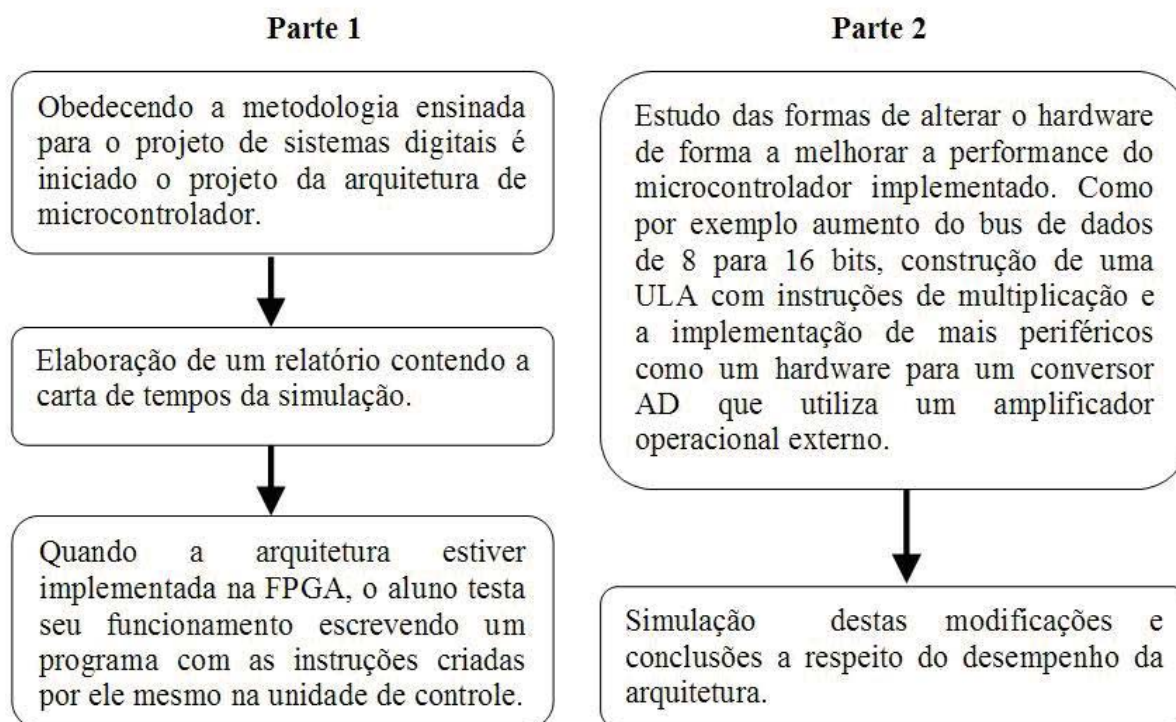 Parte 1
Obedecendo a metodologia ensinada
para o projeto de sistemas digitais é
iniciado o projeto da arquitetura de
microcontrolador.
Elaboração de um relatório contendo a
carta de tempos da simulação.
Quando a arquitetura estiver
implementada na FPGA, o aluno testa
seu funcionamento escrevendo um
programa com as instruções criadas
por ele mesmo na unidade de controle.
Parte 2
Estudo das formas de alterar o hardware
de forma a melhorar a performance do
microcontrolador implementado. Como
por exemplo aumento do bus de dados
de 8 para 16 bits, construção de uma
ULA com instruções de multiplicação e
a implementação de mais periféricos
como um hardware para um conversor
AD que utiliza um amplificador
operacional externo.
Simulação destas modificações e
conclusões a respeito do desempenho da
arquitetura.